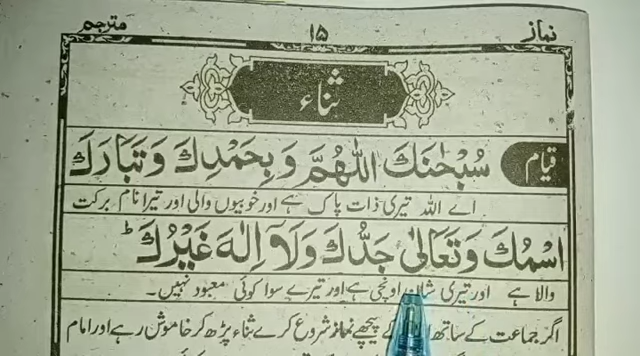 نماز ۱۵ مترجم
ثناء
قیام سُبْحٰنَكَ اللّٰهُمَّ وَبِحَمْدِكَ وَتَبَارَكَ
اے اللہ تیری ذات پاک ہے اور خوبیوں والی اور تیرا نام برکت
اسْمُكَ وَتَعَالٰى جَدُّكَ وَلَآ اِلٰهَ غَيْرُكَ ؕ
والا ہے اور تیری شان اونچی ہے اور تیرے سوا کوئی معبود نہیں۔
اگر جماعت کے ساتھ کے پیچھے نماز شروع کرے ثناء پڑھ کر خاموش رہے اور امام